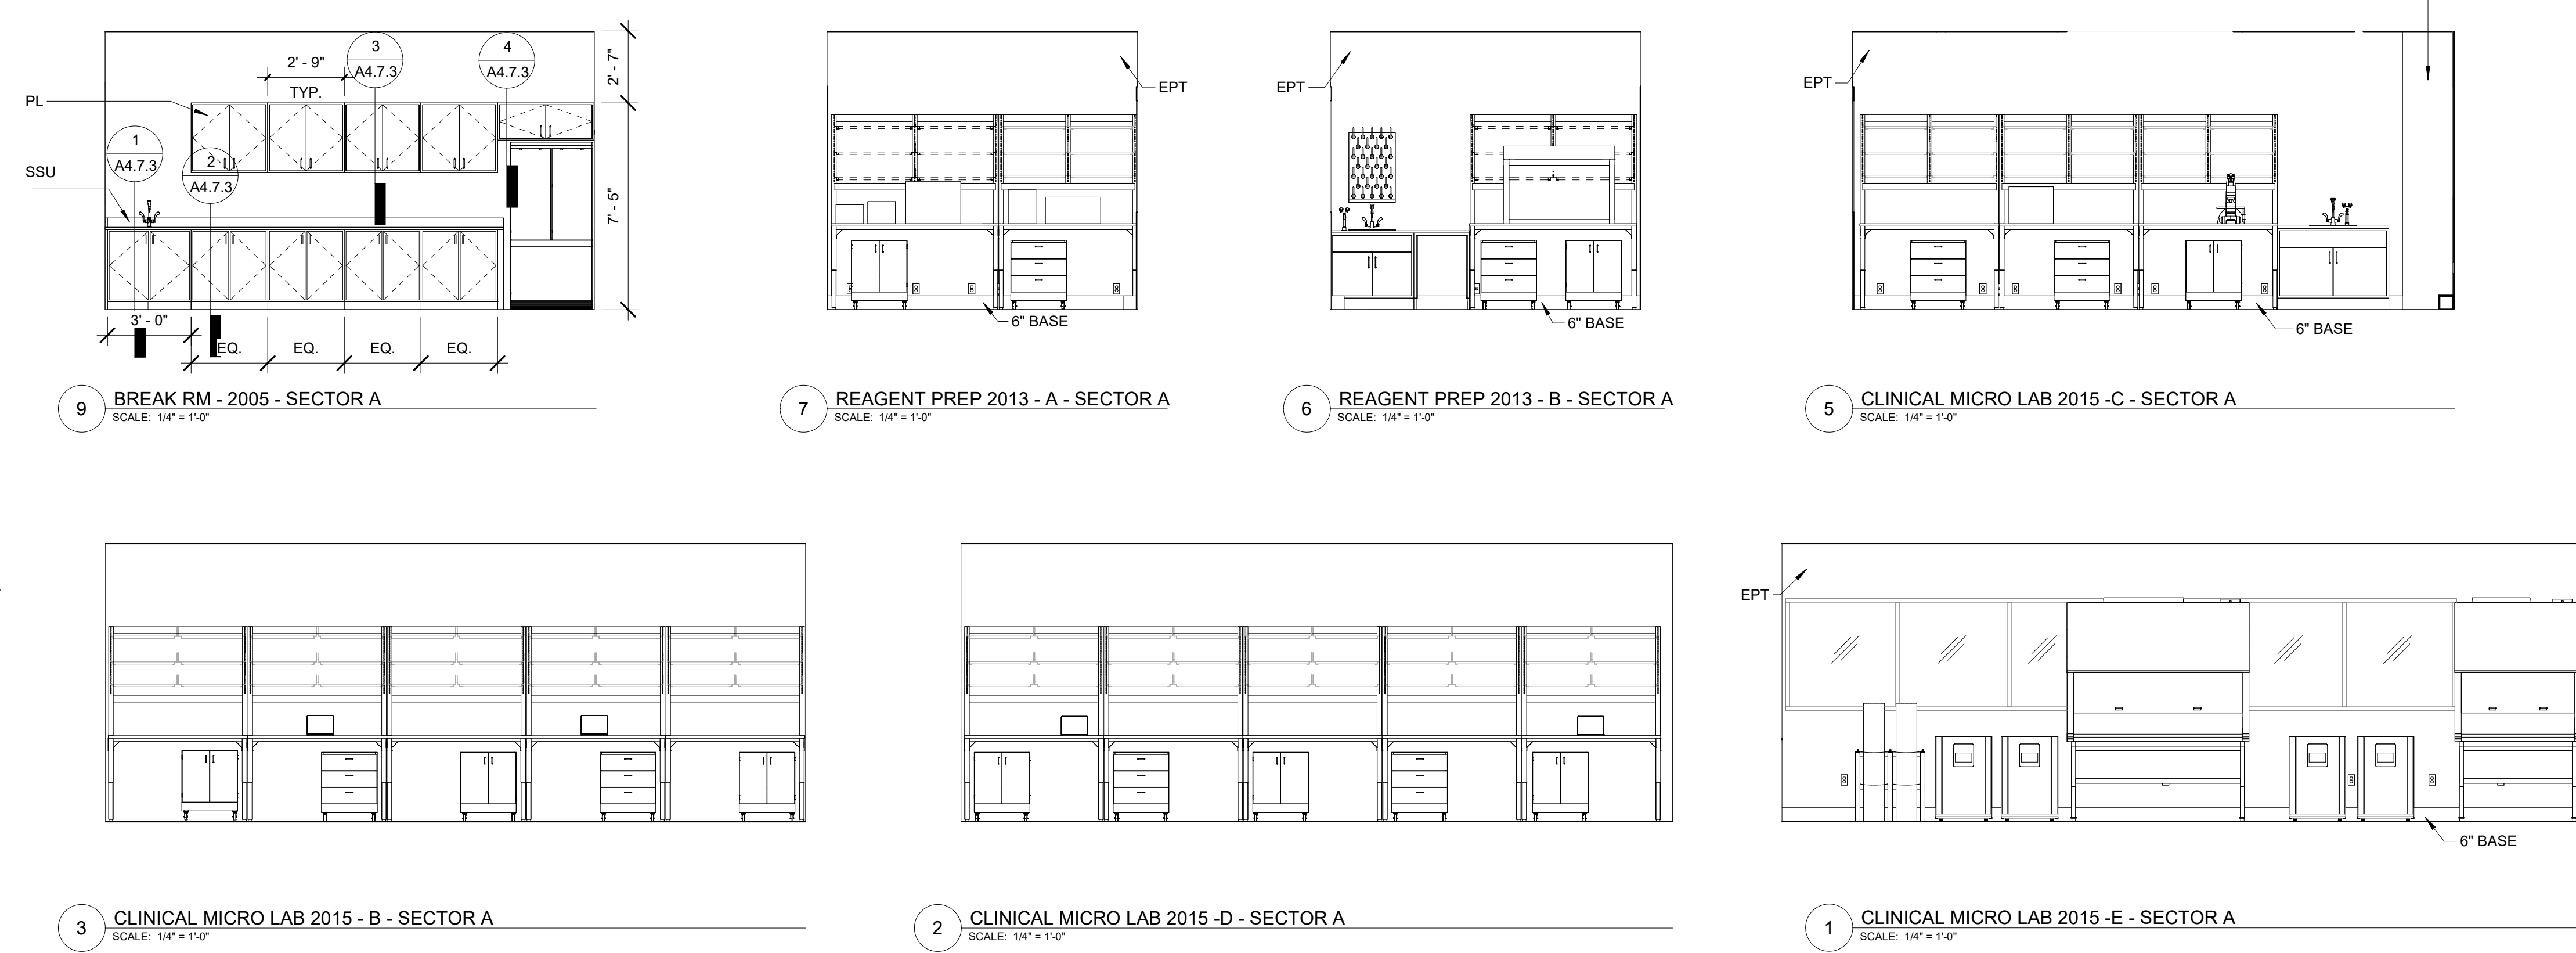 3
A4.7.3
4
A4.7.3
2' - 9"
TYP.
2' - 7"
PL
1
A4.7.3
2
A4.7.3
SSU
7' - 5"
3' - 0"
EQ.
EQ.
EQ.
EQ.
9
BREAK RM - 2005 - SECTOR A
SCALE: 1/4" = 1'-0"
EPT
6" BASE
7
REAGENT PREP 2013 - A - SECTOR A
SCALE: 1/4" = 1'-0"
EPT
6" BASE
6
REAGENT PREP 2013 - B - SECTOR A
SCALE: 1/4" = 1'-0"
EPT
6" BASE
5
CLINICAL MICRO LAB 2015 -C - SECTOR A
SCALE: 1/4" = 1'-0"
3
CLINICAL MICRO LAB 2015 - B - SECTOR A
SCALE: 1/4" = 1'-0"
2
CLINICAL MICRO LAB 2015 -D - SECTOR A
SCALE: 1/4" = 1'-0"
EPT
6" BASE
1
CLINICAL MICRO LAB 2015 -E - SECTOR A
SCALE: 1/4" = 1'-0"